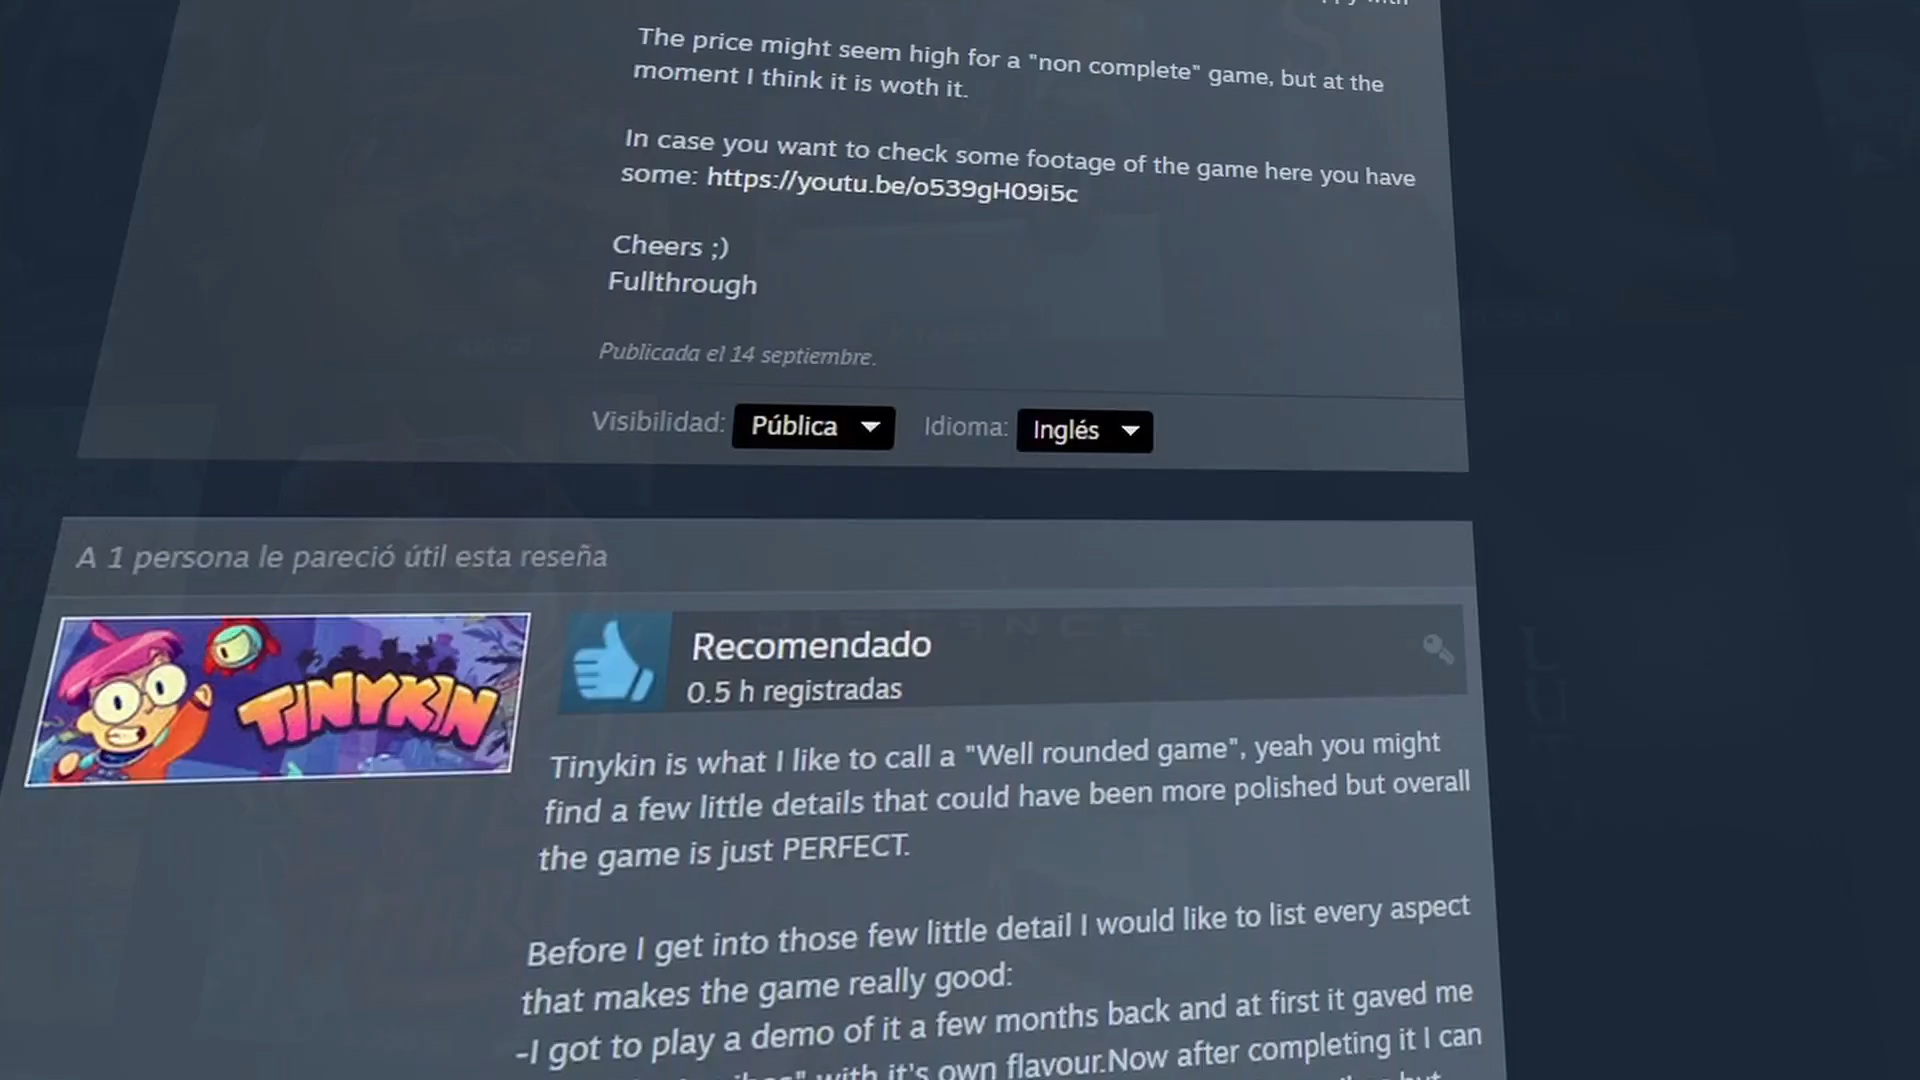 The price might seem high for a "non complete" game, but at the
moment I think it is woth it.
In case you want to check some footage of the game here you have
some: https://youtu.be/o539gH09i5c
Cheers ;)
Fullthrough
Publicada el 14 septiembre.
Visibilidad: Pública Idioma: Inglés
A 1 persona le pareció útil esta reseña
TINYKIN
Recomendado
0.5 h registradas
Tinykin is what I like to call a "Well rounded game", yeah you might
find a few little details that could have been more polished but overall
the game is just PERFECT.
Before I get into those few little detail I would like to list every aspect
that makes the game really good:
-I got to play a demo of it a few months back and at first it gaved me
with it's own flavour.Now after completing it I can